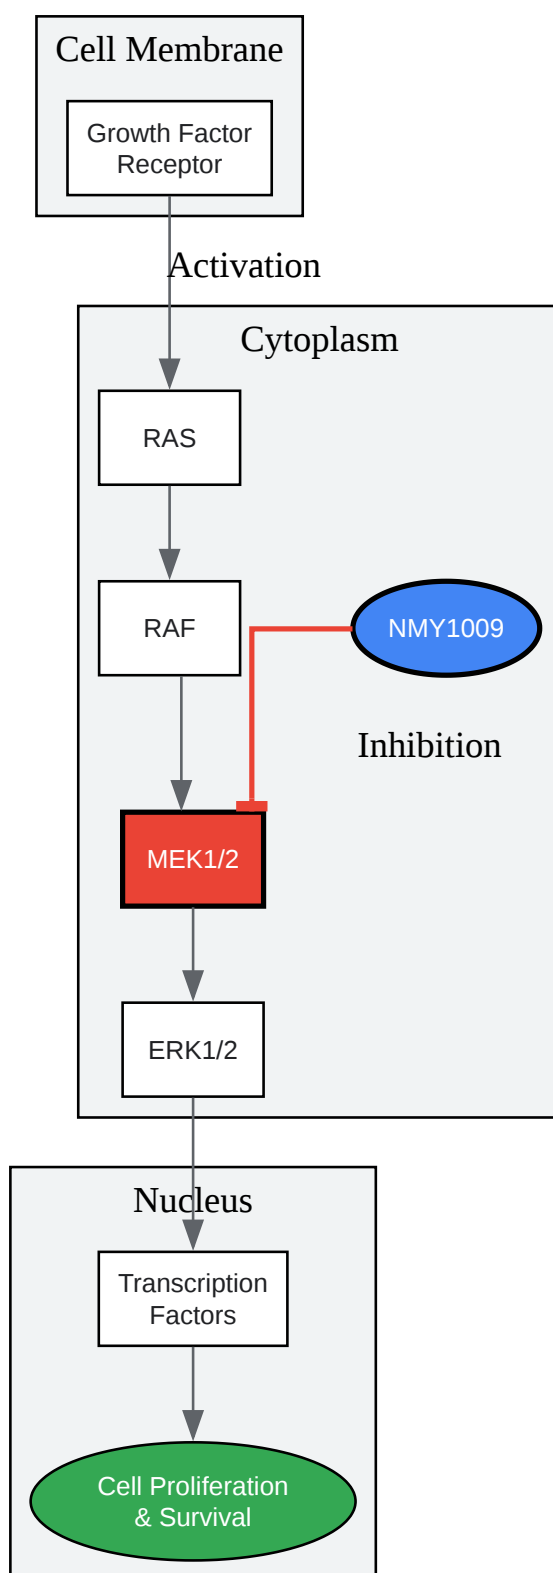 Cell Membrane
Growth Factor
Receptor
Activation
Cytoplasm
RAS
RAF
NMY1009
Inhibition
MEK1/2
ERK1/2
Nucleus
Transcription
Factors
Cell Proliferation
& Survival